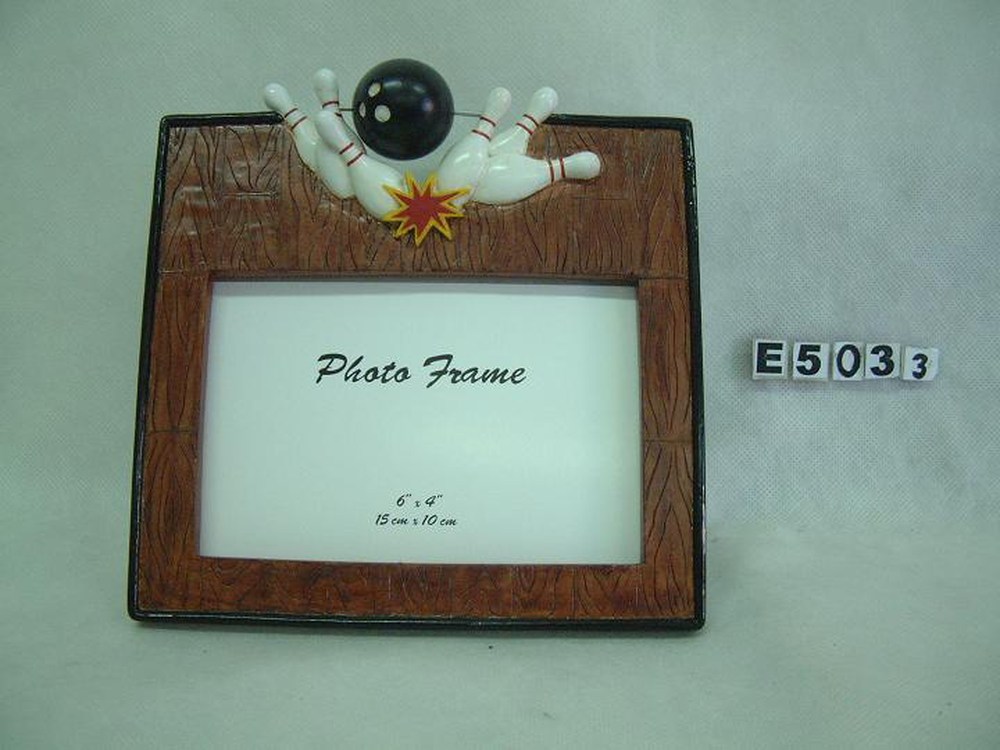 Photo Frame
6" x 4"
15 cm x 10 cm
E5033